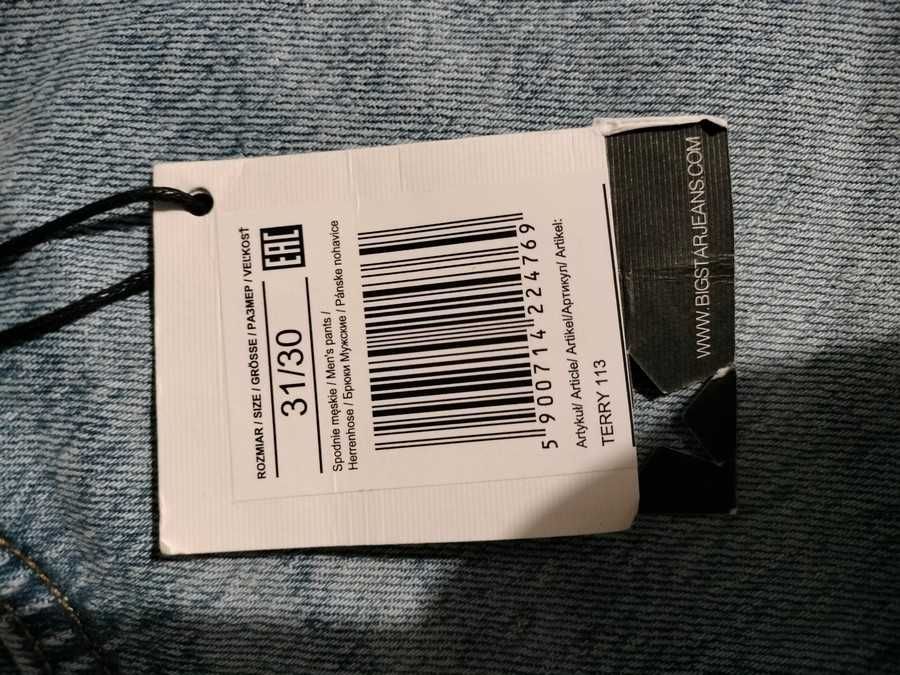 ROZMIAR / SIZE / GRÖSSE / РАЗМЕР / VEĽKOSŤ
31/30
EAC
Spodnie męskie / Men's pants /
Herrenhose / Брюки Мужские / Pánske nohavice
5 900714 224769
Artykuł/ Article/ Artikel/Артикул/ Artikel:
TERRY 113
WWW.BIGSTARJEANS.COM